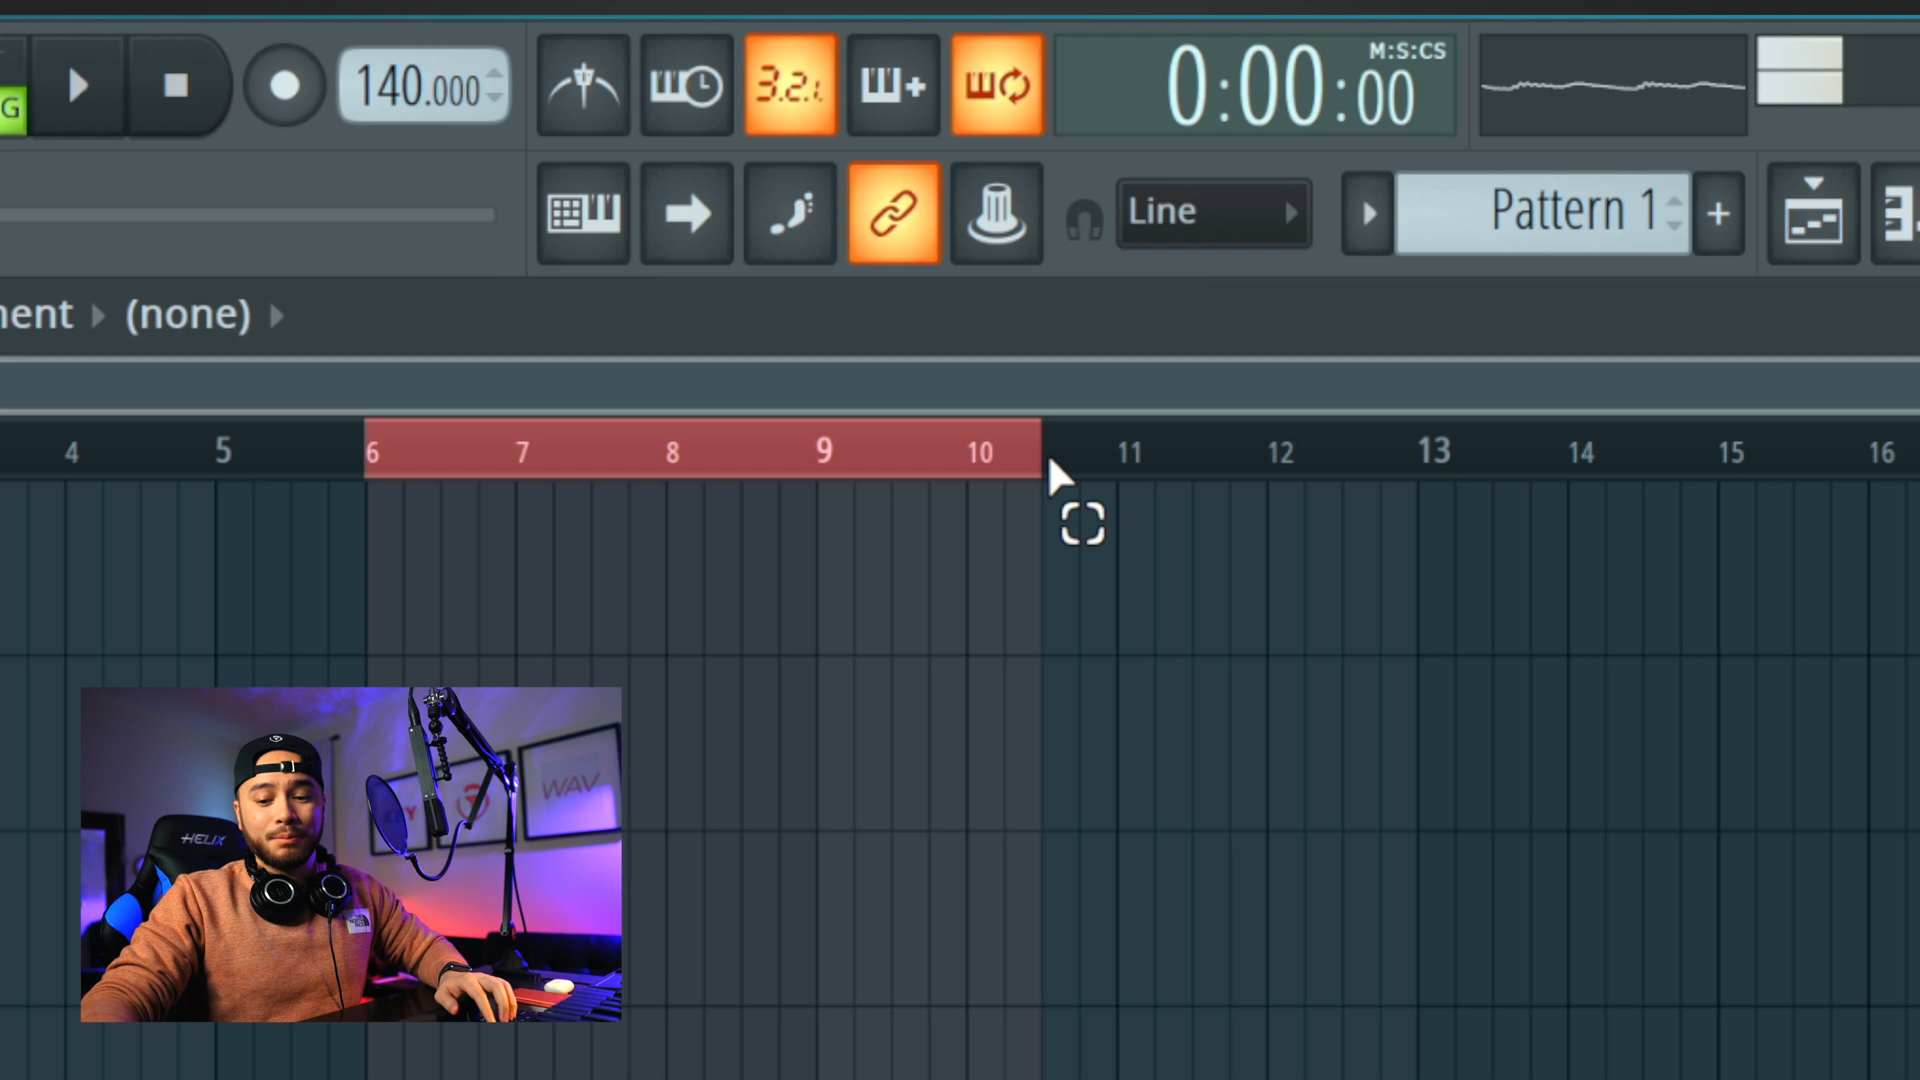 G
140.000
3.2.1
M:S:CS
0:00:00
Line
Pattern 1
+
(none)
4 5 6 7 8 9 10 11 12 13 14 15 16
WAV
HELIX